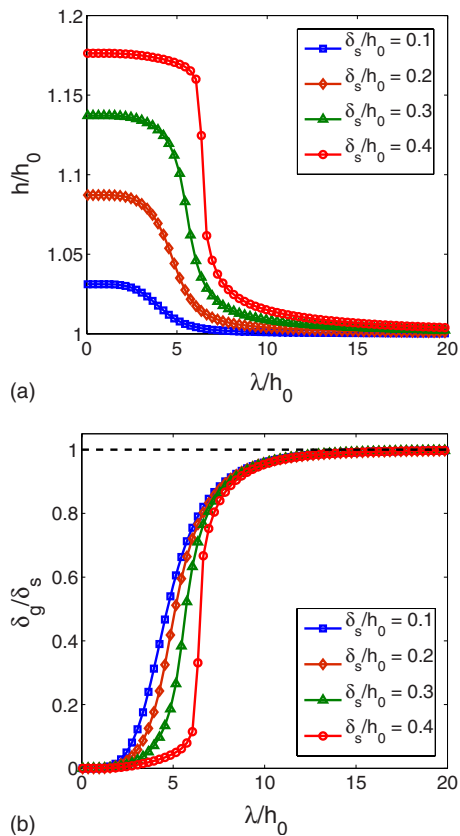 1.2
1.15
1.1
1.05
1
h/h₀
0 5 10 15 20
λ/h₀
δₛ/h₀ = 0.1
δₛ/h₀ = 0.2
δₛ/h₀ = 0.3
δₛ/h₀ = 0.4
(a)
1
0.8
0.6
0.4
0.2
0
δ_g/δₛ
0 5 10 15 20
λ/h₀
δₛ/h₀ = 0.1
δₛ/h₀ = 0.2
δₛ/h₀ = 0.3
δₛ/h₀ = 0.4
(b)